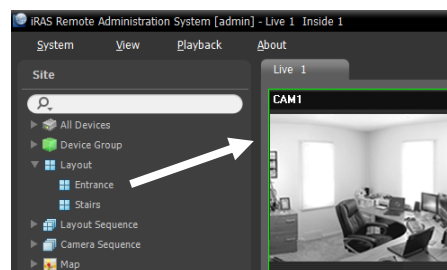 iRAS Remote Administration System [admin] - Live 1 Inside 1
System View Playback About
Site
Live 1
CAM1
All Devices
Device Group
Layout
Entrance
Stairs
Layout Sequence
Camera Sequence
Map